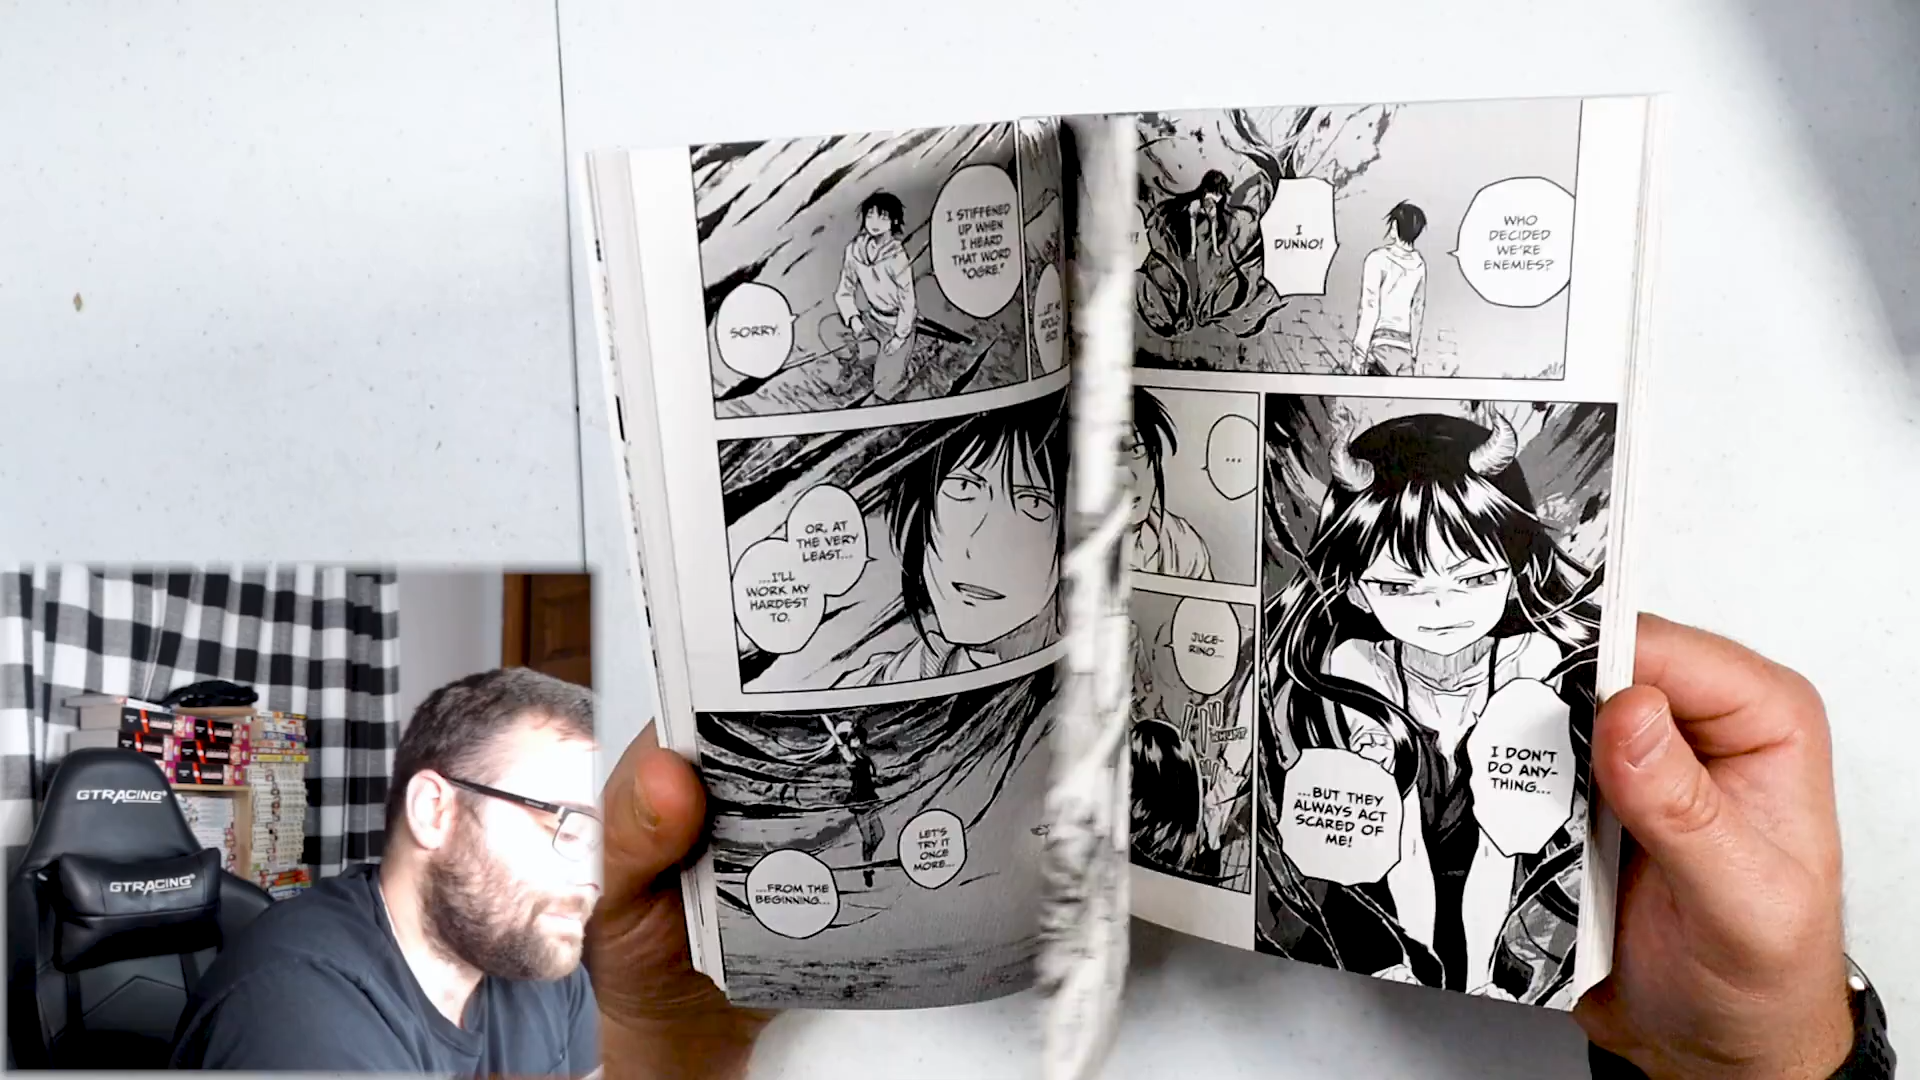 WHO
DECIDED
WE'RE
ENEMIES?
I
DUNNO!
...
JUCE-
RINO...
I DON'T
DO ANY-
THING...
...BUT THEY
ALWAYS ACT
SCARED OF
ME!
I STIFFENED
UP WHEN
I HEARD
THAT WORD
"OGRE."
SORRY.
OR, AT
THE VERY
LEAST...
...I'LL
WORK MY
HARDEST
TO.
LET'S
TRY IT
ONCE
MORE...
...FROM THE
BEGINNING...
GTRACING
GTRACING